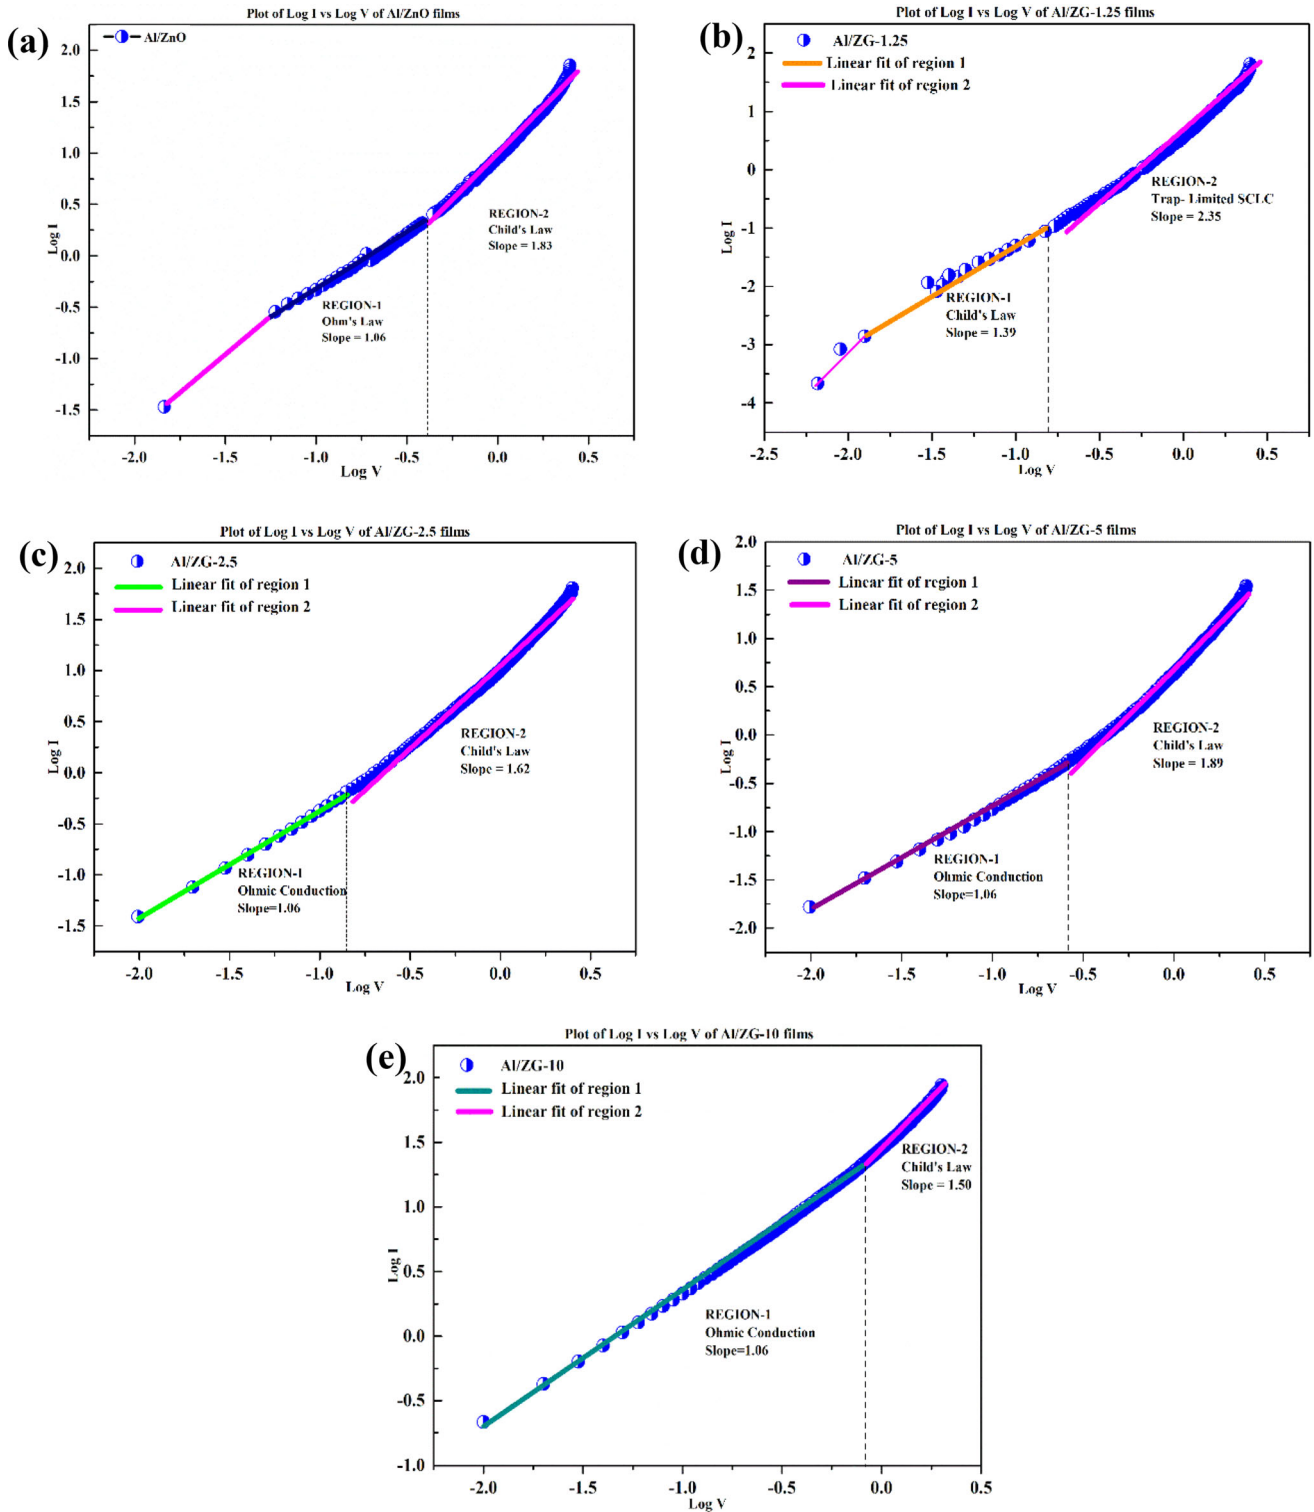 (a)
Plot of Log I vs Log V of Al/ZnO films
Al/ZnO
2.0
1.5
1.0
0.5
0.0
-0.5
-1.0
-1.5
Log I
REGION-2
Child's Law
Slope = 1.83
REGION-1
Ohm's Law
Slope = 1.06
-2.0 -1.5 -1.0 -0.5 0.0 0.5
Log V
(b)
Plot of Log I vs Log V of Al/ZG-1.25 films
Al/ZG-1.25
Linear fit of region 1
Linear fit of region 2
2
1
0
-1
-2
-3
-4
Log I
REGION-2
Trap- Limited SCLC
Slope = 2.35
REGION-1
Child's Law
Slope = 1.39
-2.5 -2.0 -1.5 -1.0 -0.5 0.0 0.5
Log V
(c)
Plot of Log I vs Log V of Al/ZG-2.5 films
Al/ZG-2.5
Linear fit of region 1
Linear fit of region 2
2.0
1.5
1.0
0.5
0.0
-0.5
-1.0
-1.5
Log I
REGION-2
Child's Law
Slope = 1.62
REGION-1
Ohmic Conduction
Slope=1.06
-2.0 -1.5 -1.0 -0.5 0.0 0.5
Log V
(d)
Plot of Log I vs Log V of Al/ZG-5 films
Al/ZG-5
Linear fit of region 1
Linear fit of region 2
2.0
1.5
1.0
0.5
0.0
-0.5
-1.0
-1.5
-2.0
Log I
REGION-2
Child's Law
Slope = 1.89
REGION-1
Ohmic Conduction
Slope=1.06
-2.0 -1.5 -1.0 -0.5 0.0 0.5
Log V
(e)
Plot of Log I vs Log V of Al/ZG-10 films
Al/ZG-10
Linear fit of region 1
Linear fit of region 2
2.0
1.5
1.0
0.5
0.0
-0.5
-1.0
Log I
REGION-2
Child's Law
Slope = 1.50
REGION-1
Ohmic Conduction
Slope=1.06
-2.0 -1.5 -1.0 -0.5 0.0 0.5
Log V